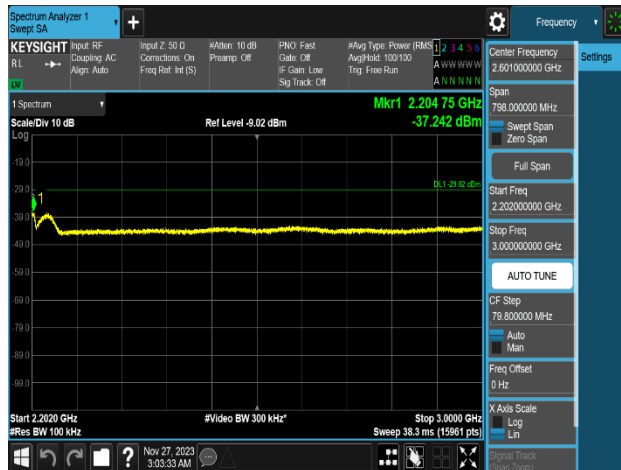 Spectrum Analyzer 1
Swept SA
+
Frequency
KEYSIGHT
RL
Input: RF
Coupling: AC
Align: Auto
Input Z: 50 Ω
Corrections: On
Freq Ref: Int (S)
#Atten: 10 dB
Preamp: Off
PNO: Fast
Gate: Off
IF Gain: Low
Sig Track: Off
#Avg Type: Power (RMS
Avg|Hold: 100/100
Trig: Free Run
1 2 3 4 5 6
A W W W W W
A N N N N N
Settings
1 Spectrum
Scale/Div 10 dB
Log
Ref Level -9.02 dBm
Mkr1 2.204 75 GHz
-37.242 dBm
DL1 -29.02 dBm
1
-19.0
-29.0
-39.0
-49.0
-59.0
-69.0
-79.0
-89.0
-99.0
Start 2.2020 GHz
#Res BW 100 kHz
#Video BW 300 kHz*
Stop 3.0000 GHz
Sweep 38.3 ms (15961 pts)
Center Frequency
2.601000000 GHz
Span
798.000000 MHz
Swept Span
Zero Span
Full Span
Start Freq
2.202000000 GHz
Stop Freq
3.000000000 GHz
AUTO TUNE
CF Step
79.800000 MHz
Auto
Man
Freq Offset
0 Hz
X Axis Scale
Log
Lin
Signal Track
(Span Zoom)
?
Nov 27, 2023
3:03:33 AM